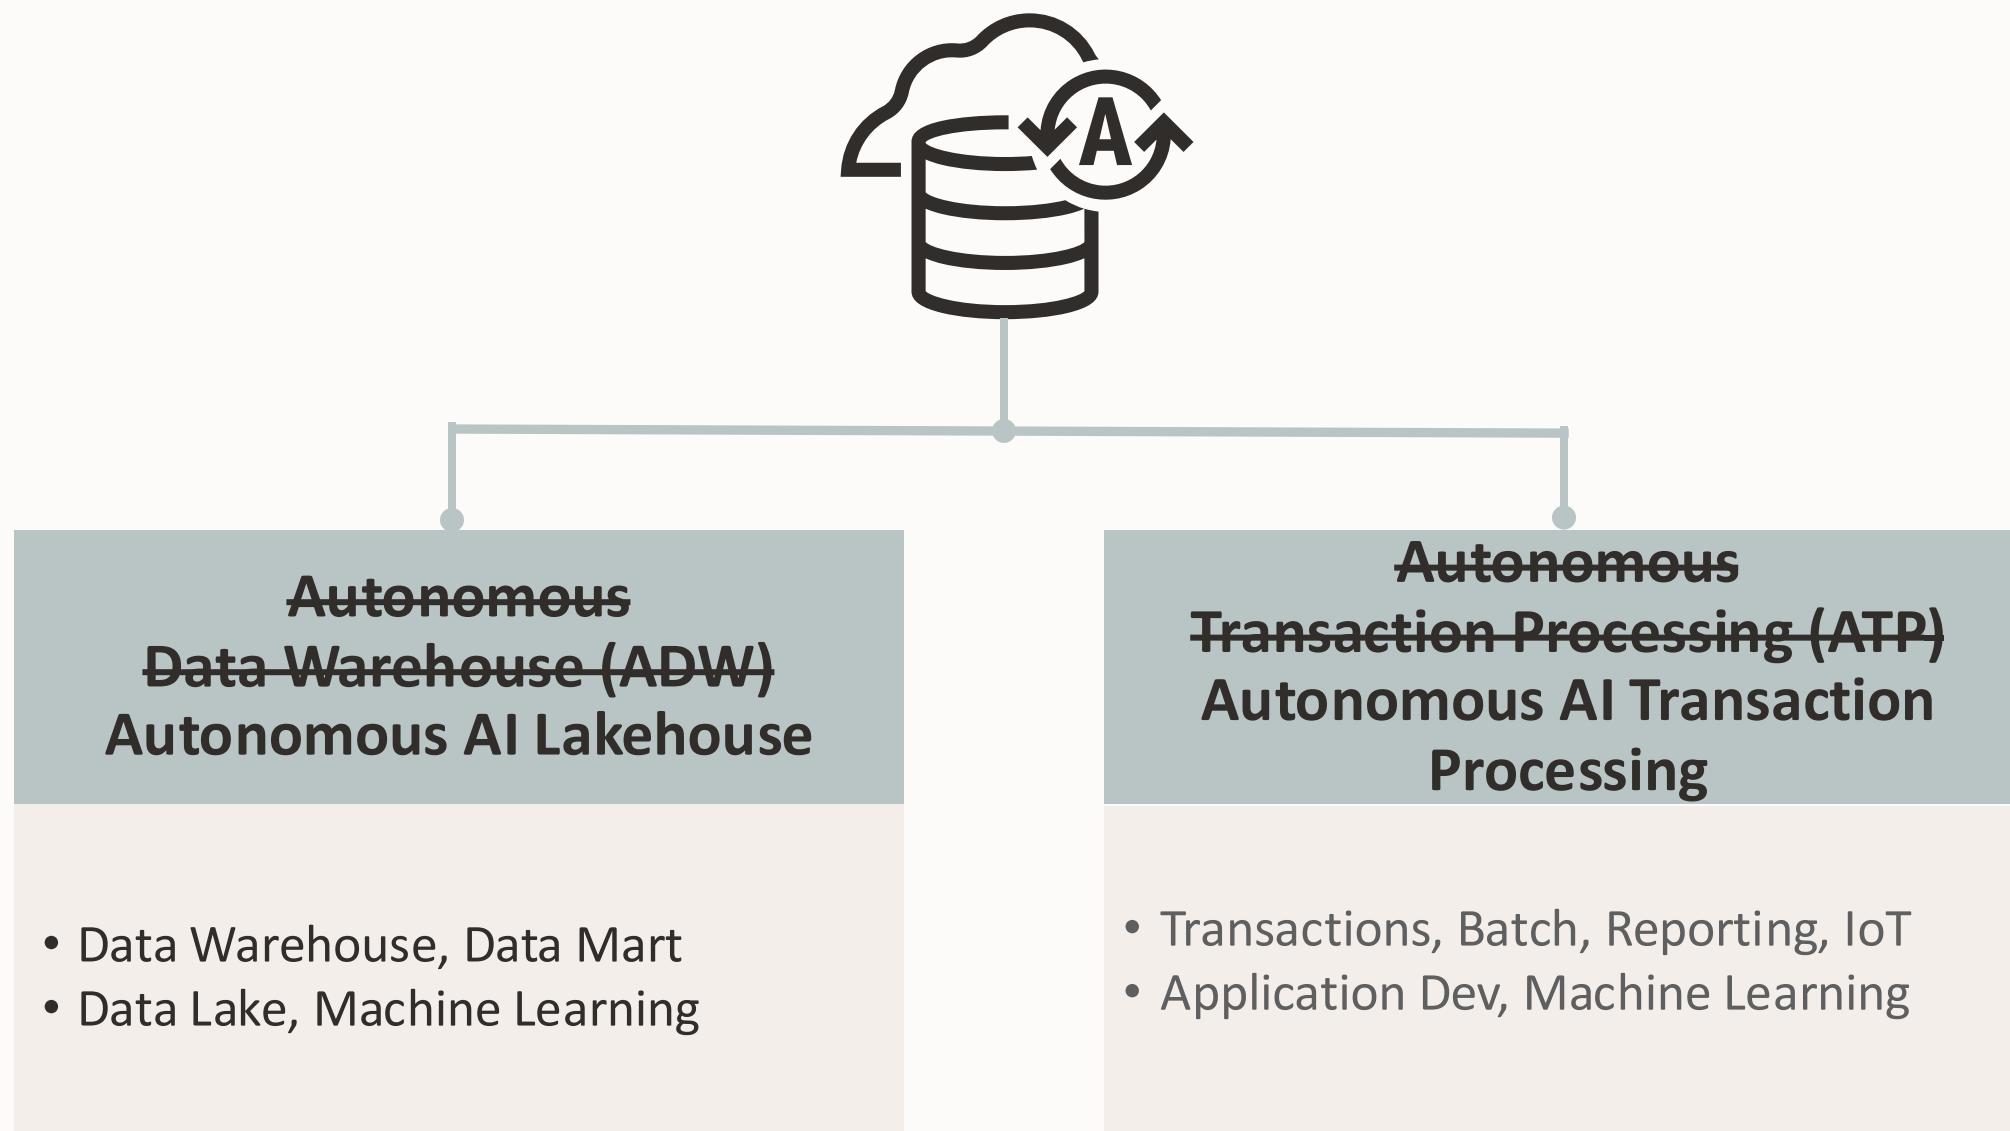 A
Autonomous
Data Warehouse (ADW)
Autonomous AI Lakehouse
• Data Warehouse, Data Mart
• Data Lake, Machine Learning
Autonomous
Transaction Processing (ATP)
Autonomous AI Transaction
Processing
• Transactions, Batch, Reporting, IoT
• Application Dev, Machine Learning